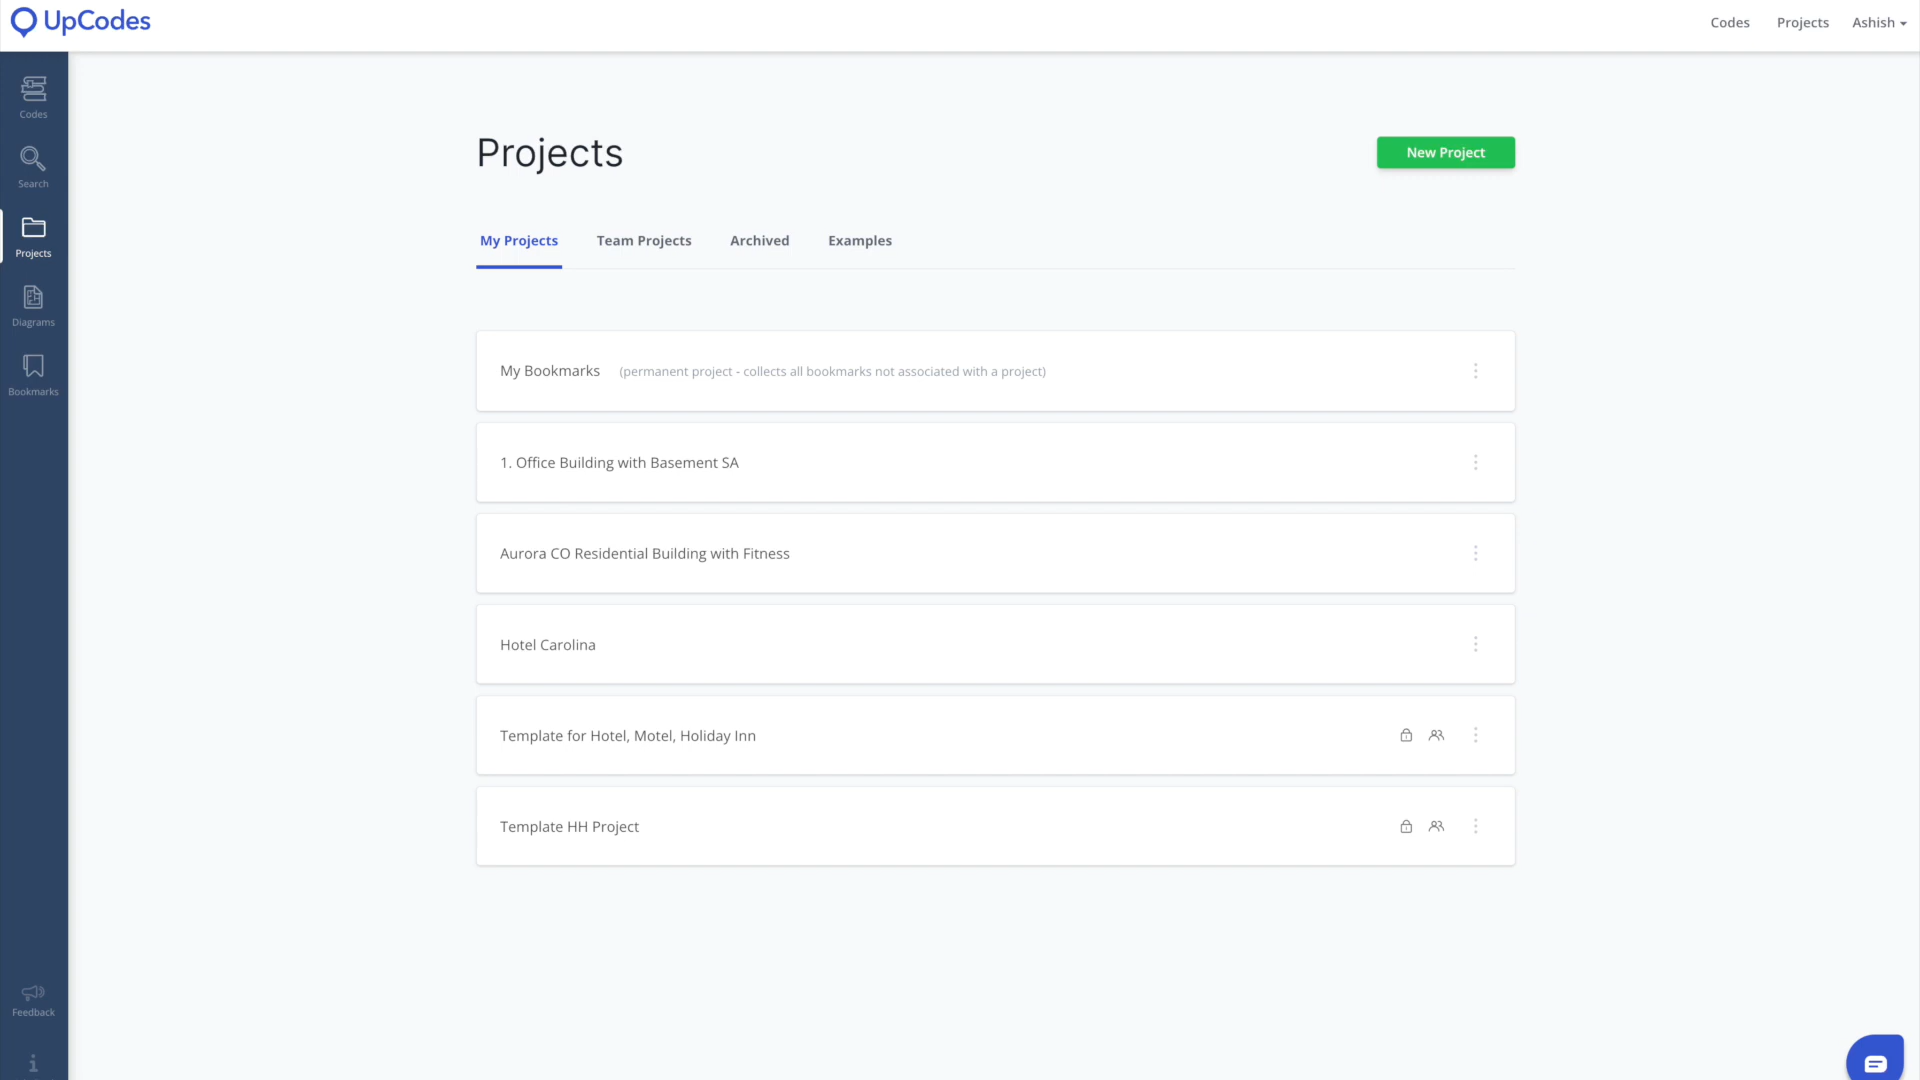 UpCodes
Codes Projects Ashish
Codes
Search
Projects
Diagrams
Bookmarks
Feedback
Projects
New Project
My Projects Team Projects Archived Examples
My Bookmarks (permanent project - collects all bookmarks not associated with a project)
1. Office Building with Basement SA
Aurora CO Residential Building with Fitness
Hotel Carolina
Template for Hotel, Motel, Holiday Inn
Template HH Project